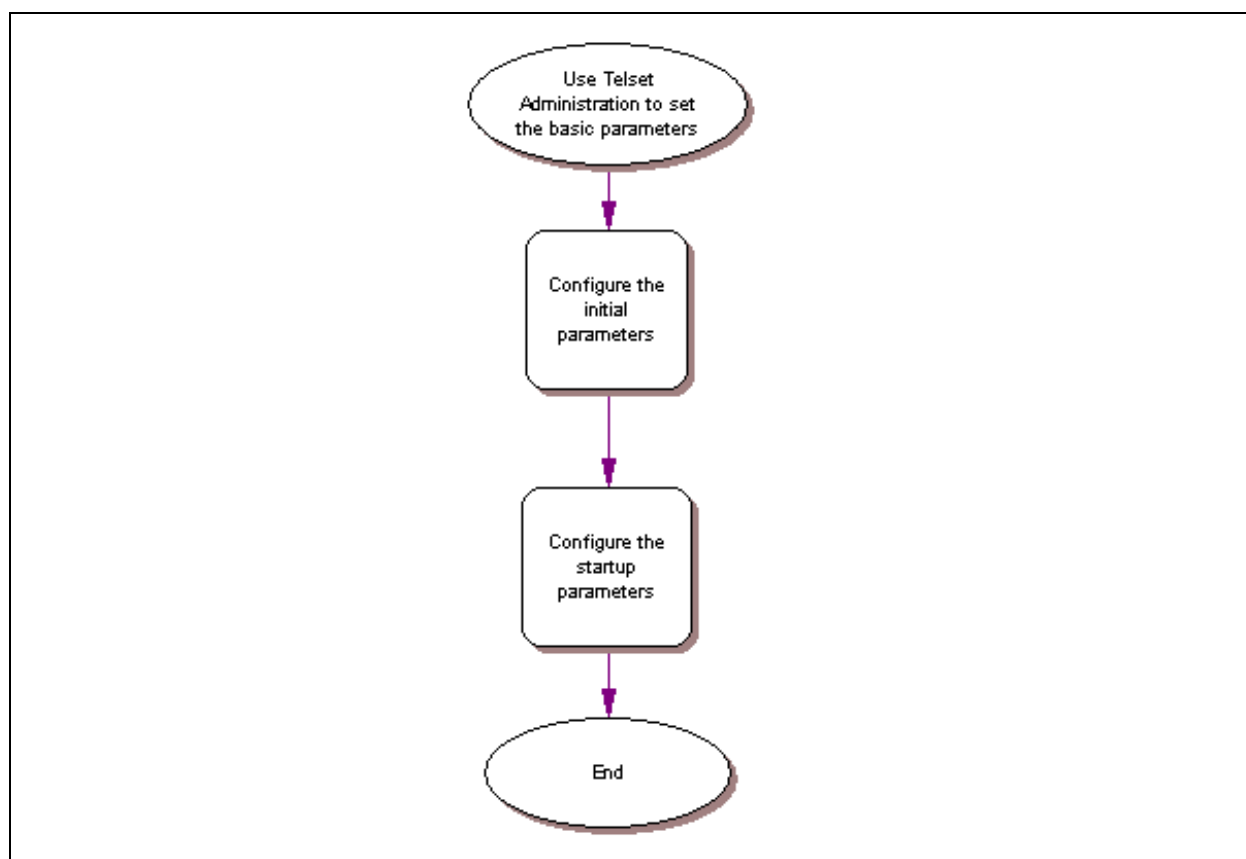 Use Telset
Administration to set
the basic parameters
Configure the
initial
parameters
Configure the
startup
parameters
End